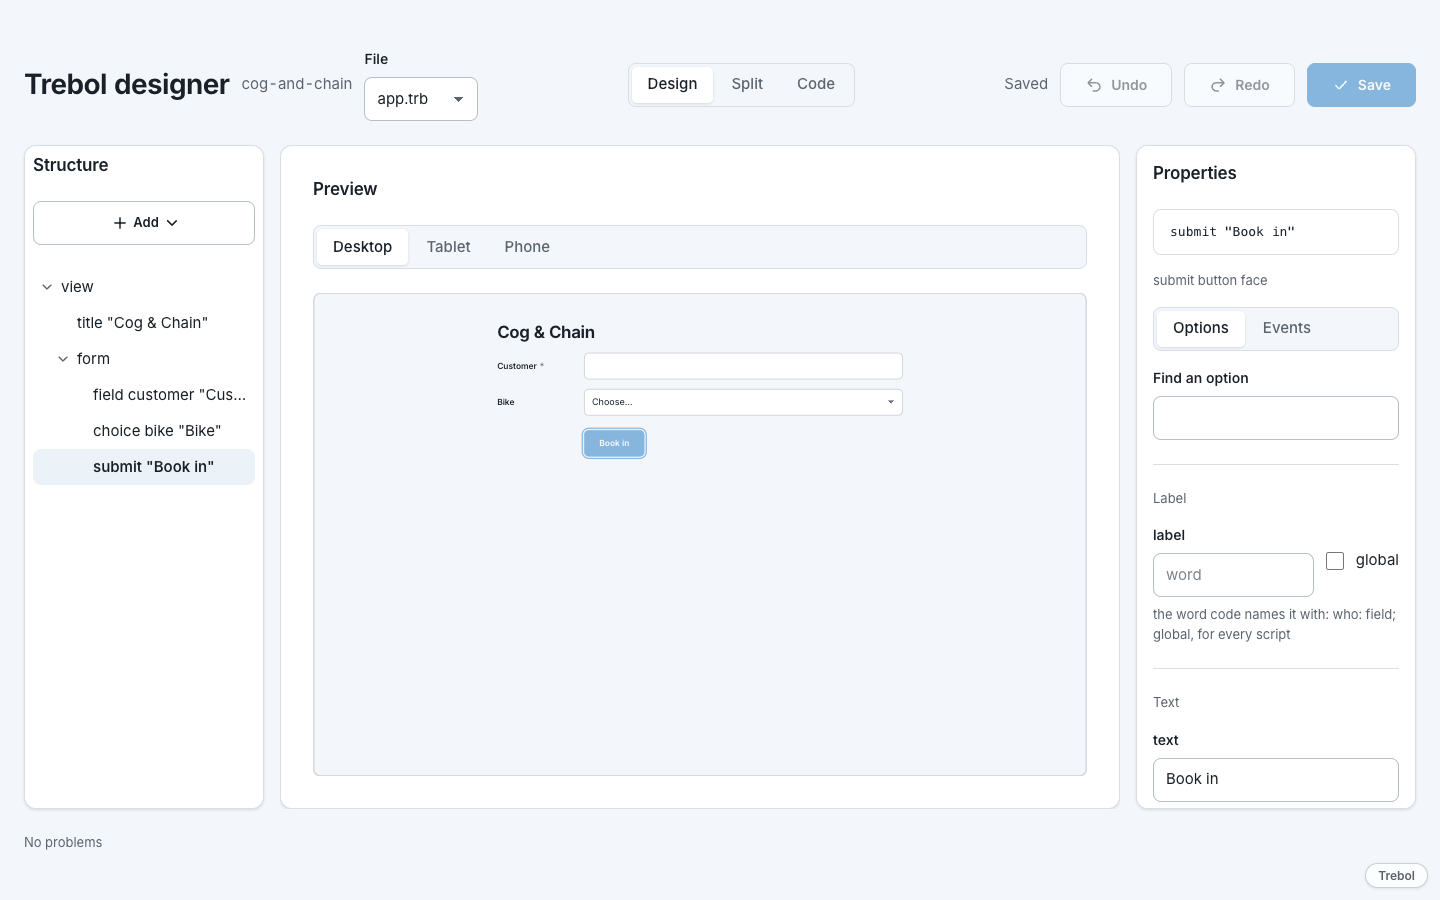 Trebol designer
cog-and-chain
File
app.trb
Design
Split
Code
Saved
Undo
Redo
Save
Structure
Add
view
title "Cog & Chain"
form
field customer "Cus...
choice bike "Bike"
submit "Book in"
Preview
Desktop
Tablet
Phone
Cog & Chain
Customer *
Bike
Choose...
Book in
Properties
submit "Book in"
submit button face
Options
Events
Find an option
Label
label
word
global
the word code names it with: who: field;
global, for every script
Text
text
Book in
No problems
Trebol